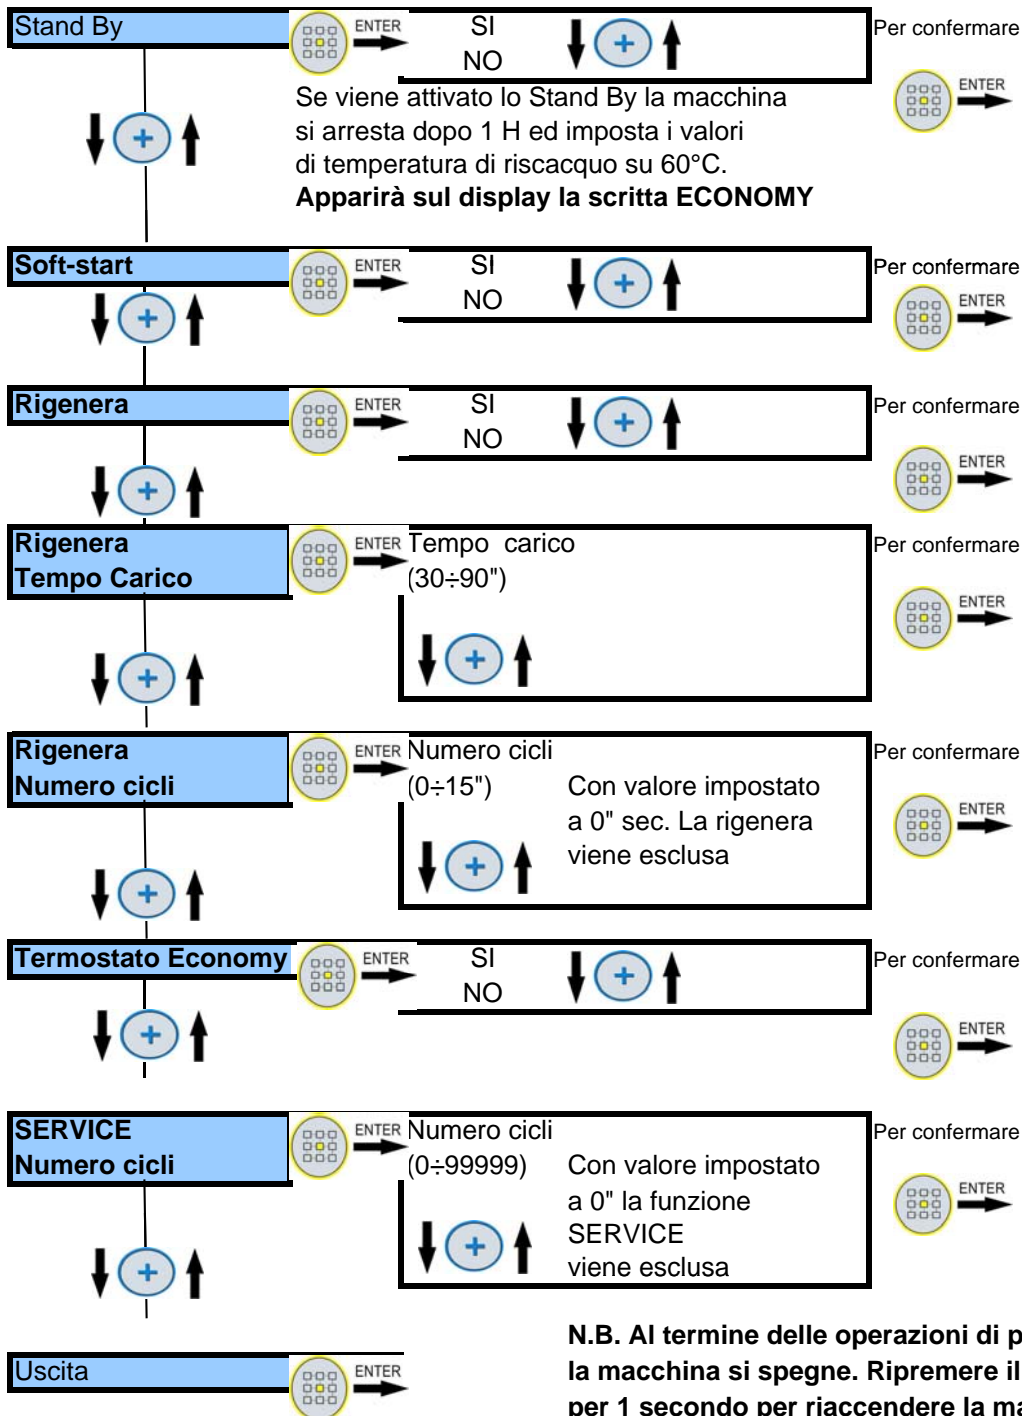 Stand By ENTER SI Per confermare
NO
ENTER
Se viene attivato lo Stand By la macchina
si arresta dopo 1 H ed imposta i valori
di temperatura di riscacquo su 60°C.
Apparirà sul display la scritta ECONOMY
Soft-start ENTER SI Per confermare
NO ENTER
Rigenera ENTER SI Per confermare
NO
ENTER
Rigenera ENTER Tempo carico Per confermare
Tempo Carico (30÷90")
ENTER
Rigenera ENTER Numero cicli Per confermare
Numero cicli (0÷15") Con valore impostato
ENTER
a 0" sec. La rigenera
viene esclusa
Termostato Economy ENTER SI Per confermare
NO
ENTER
SERVICE ENTER Numero cicli Per confermare
Numero cicli (0÷99999) Con valore impostato
ENTER
a 0" la funzione
SERVICE
viene esclusa
N.B. Al termine delle operazioni di p
Uscita ENTER la macchina si spegne. Ripremere il
per 1 secondo per riaccendere la ma